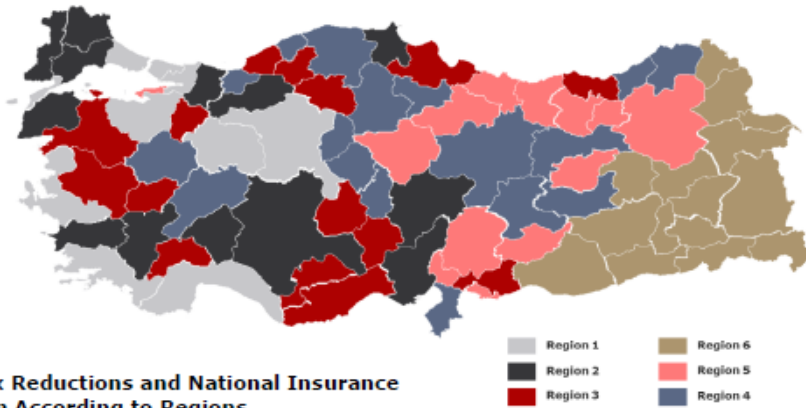 Region 1
Region 6
Region 2
Region 5
Region 3
Region 4
Reductions and National Insurance
According to Regions